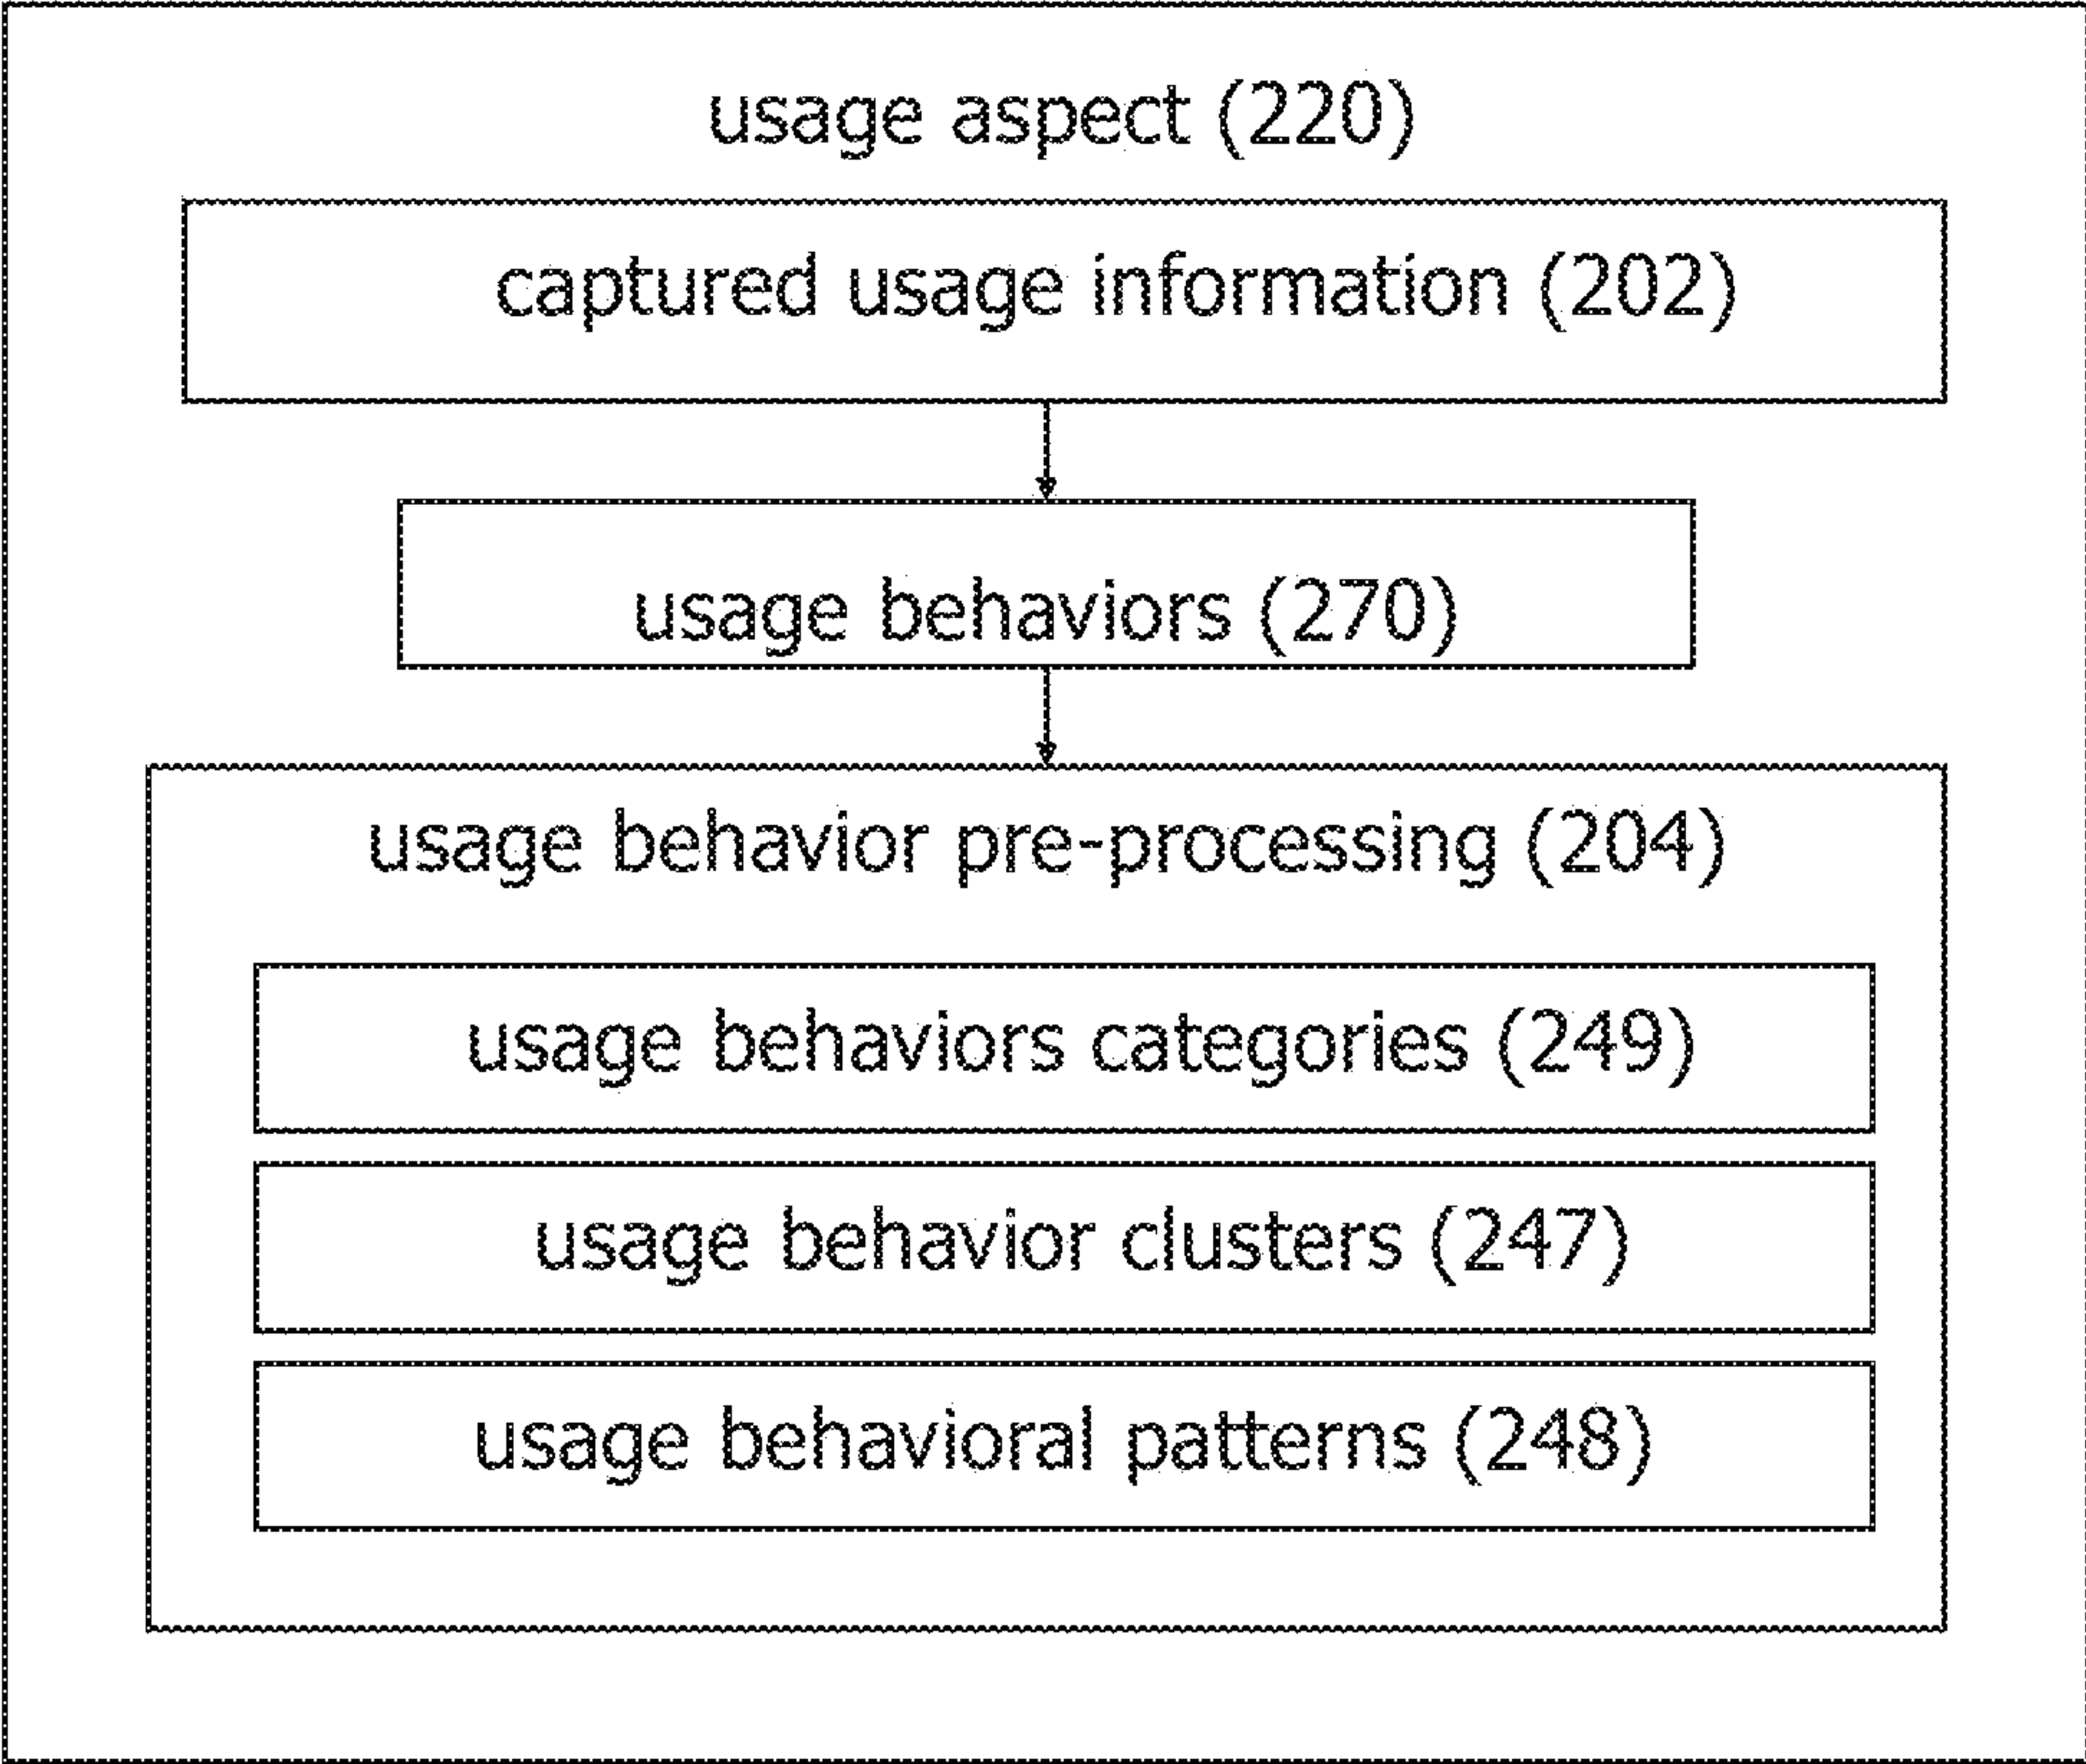 usage aspect (220)
captured usage information (202)
usage behaviors (270)
usage behavior pre-processing (204)
usage behaviors categories (249)
usage behavior clusters (247)
usage behavioral patterns (248)